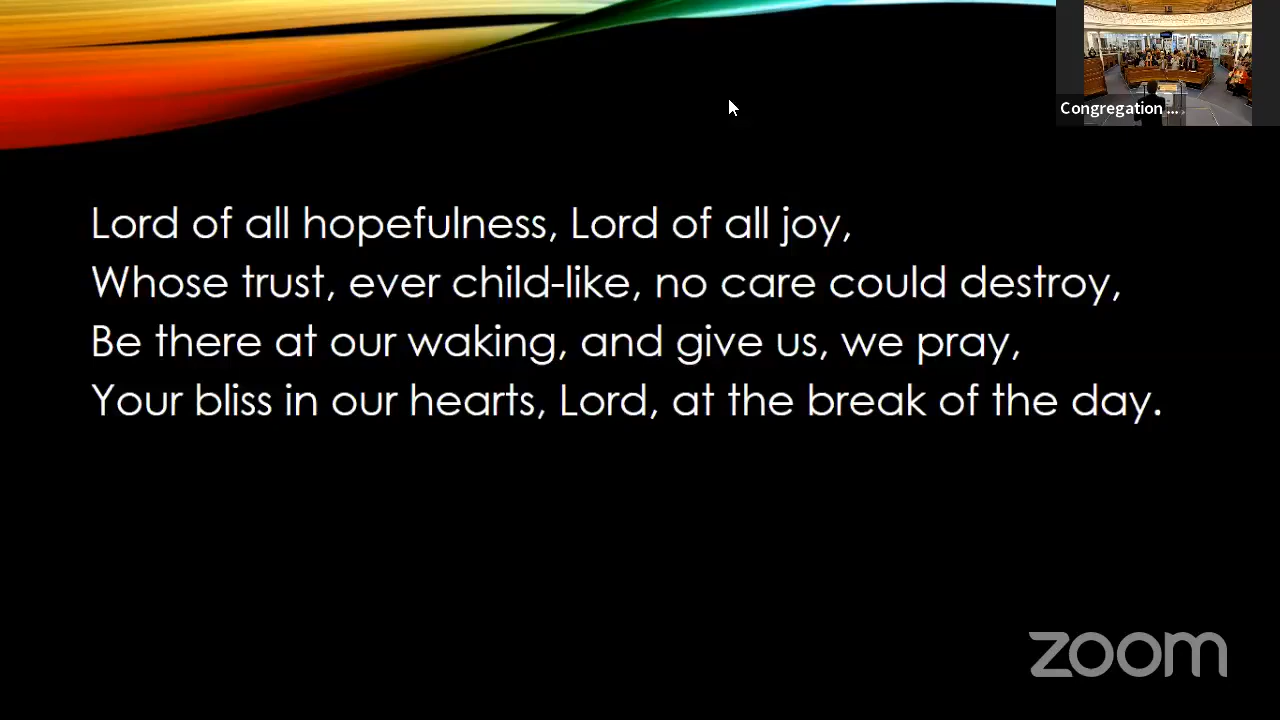 Congregation ...
Lord of all hopefulness, Lord of all joy,
Whose trust, ever child-like, no care could destroy,
Be there at our waking, and give us, we pray,
Your bliss in our hearts, Lord, at the break of the day.
zoom